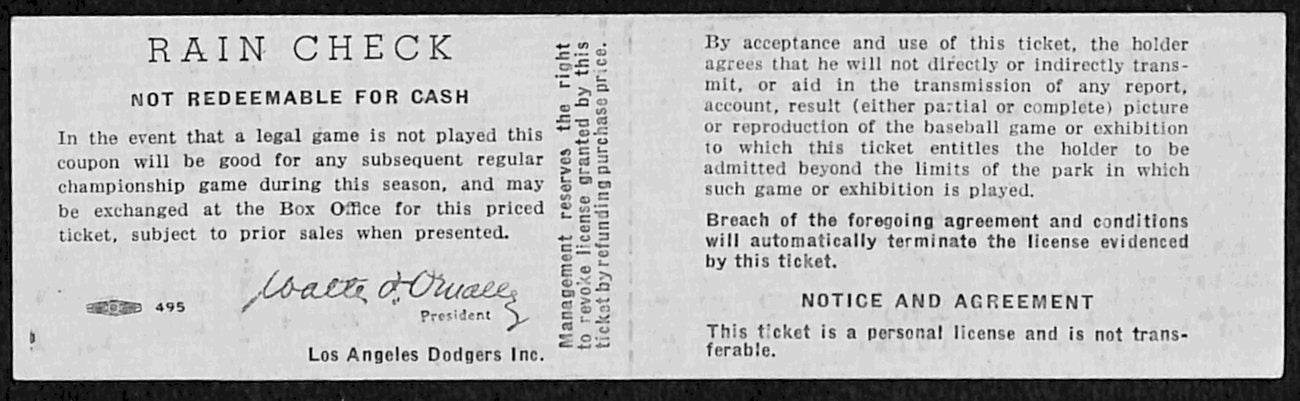 RAIN CHECK
NOT REDEEMABLE FOR CASH
In the event that a legal game is not played this
coupon will be good for any subsequent regular
championship game during this season, and may
be exchanged at the Box Office for this priced
ticket, subject to prior sales when presented.
495
Walter F. O'Malley
President
Los Angeles Dodgers Inc.
Management reserves the right
to revoke license granted by this
ticket by refunding purchase price.
By acceptance and use of this ticket, the holder
agrees that he will not directly or indirectly trans-
mit, or aid in the transmission of any report,
account, result (either partial or complete) picture
or reproduction of the baseball game or exhibition
to which this ticket entitles the holder to be
admitted beyond the limits of the park in which
such game or exhibition is played.
Breach of the foregoing agreement and conditions
will automatically terminate the license evidenced
by this ticket.
NOTICE AND AGREEMENT
This ticket is a personal license and is not trans-
ferable.